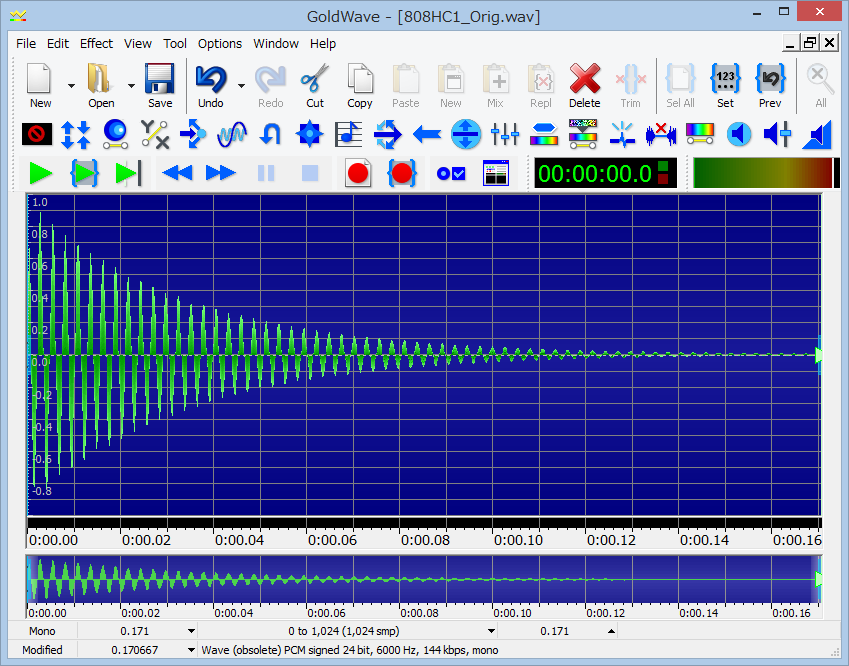 GoldWave - [808HC1_Orig.wav]
File Edit Effect View Tool Options Window Help
123
New Open Save Undo Redo Cut Copy Paste New Mix Repl Delete Trim Sel All Set Prev All
00:00:00.0
1.0
0.8
0.6
0.4
0.2
0.0
-0.2
-0.4
-0.6
-0.8
0:00.00 0:00.02 0:00.04 0:00.06 0:00.08 0:00.10 0:00.12 0:00.14 0:00.16
0:00.00 0:00.02 0:00.04 0:00.06 0:00.08 0:00.10 0:00.12 0:00.14 0:00.16
Mono 0.171 0 to 1,024 (1,024 smp) 0.171
Modified 0.170667 Wave (obsolete) PCM signed 24 bit, 6000 Hz, 144 kbps, mono